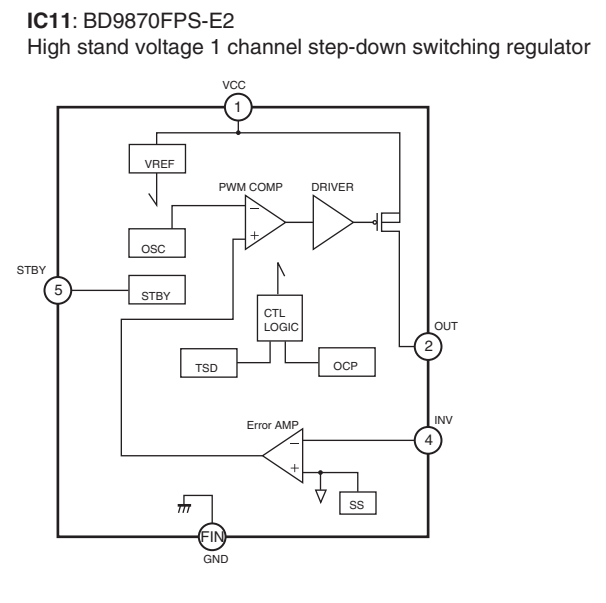 IC11: BD9870FPS-E2
High stand voltage 1 channel step-down switching regulator
VCC
1
VREF
PWM COMP
DRIVER
−
+
OSC
STBY
5
STBY
CTL
LOGIC
OUT
2
TSD
OCP
INV
4
Error AMP
−
+
SS
FIN
GND